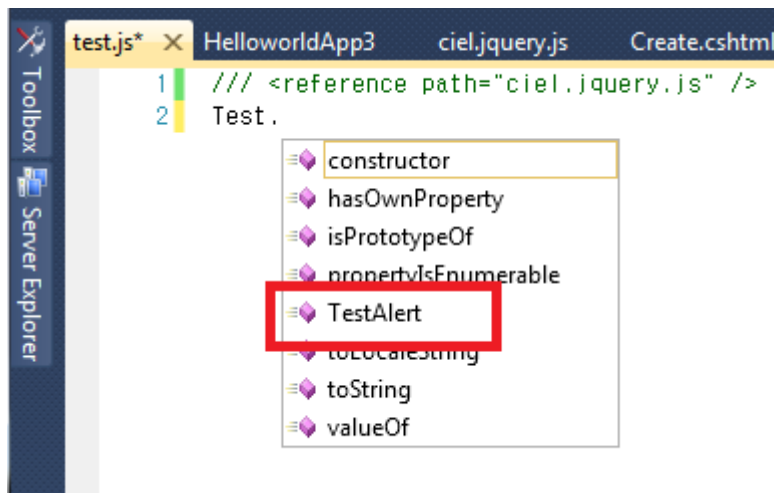 test.js* HelloworldApp3 ciel.jquery.js Create.cshtml
Toolbox
Server Explorer
1 /// <reference path="ciel.jquery.js" />
2 Test.
constructor
hasOwnProperty
isPrototypeOf
propertyIsEnumerable
TestAlert
toLocaleString
toString
valueOf